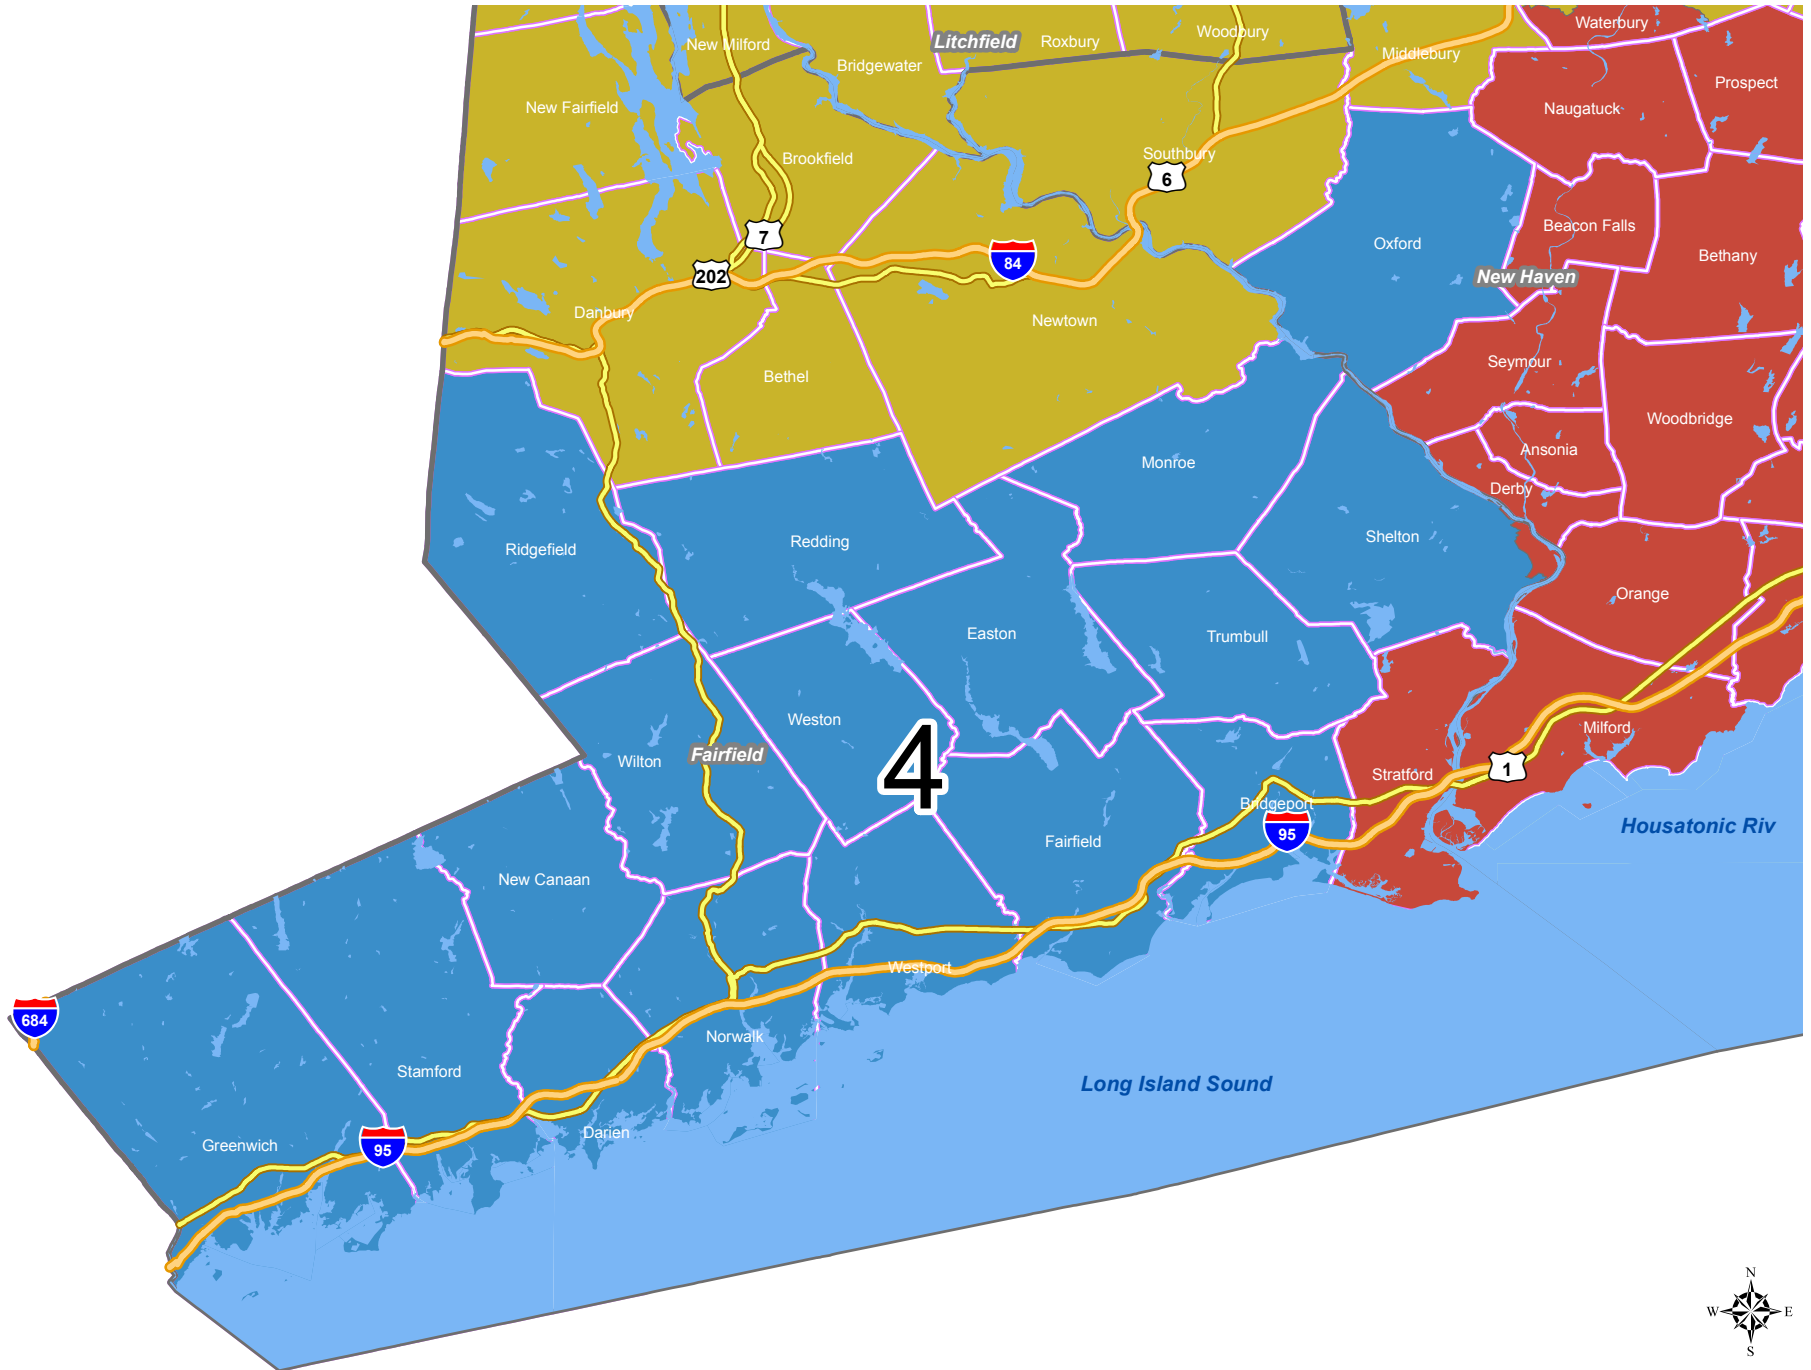 Waterbury
Woodbury
Litchfield
Roxbury
New Milford
Middlebury
Bridgewater
Prospect
New Fairfield
Naugatuck
Brookfield
Southbury
6
Beacon Falls
7
Oxford
Bethany
84
202
New Haven
Danbury
Newtown
Seymour
Bethel
Woodbridge
Ansonia
Monroe
Derby
Shelton
Redding
Ridgefield
Orange
Easton
Trumbull
Weston
Milford
Fairfield
Wilton
4
1
Stratford
Bridgeport
Housatonic Riv
95
Fairfield
New Canaan
Westport
684
Norwalk
Stamford
Long Island Sound
Darien
Greenwich
95
N
W
E
S